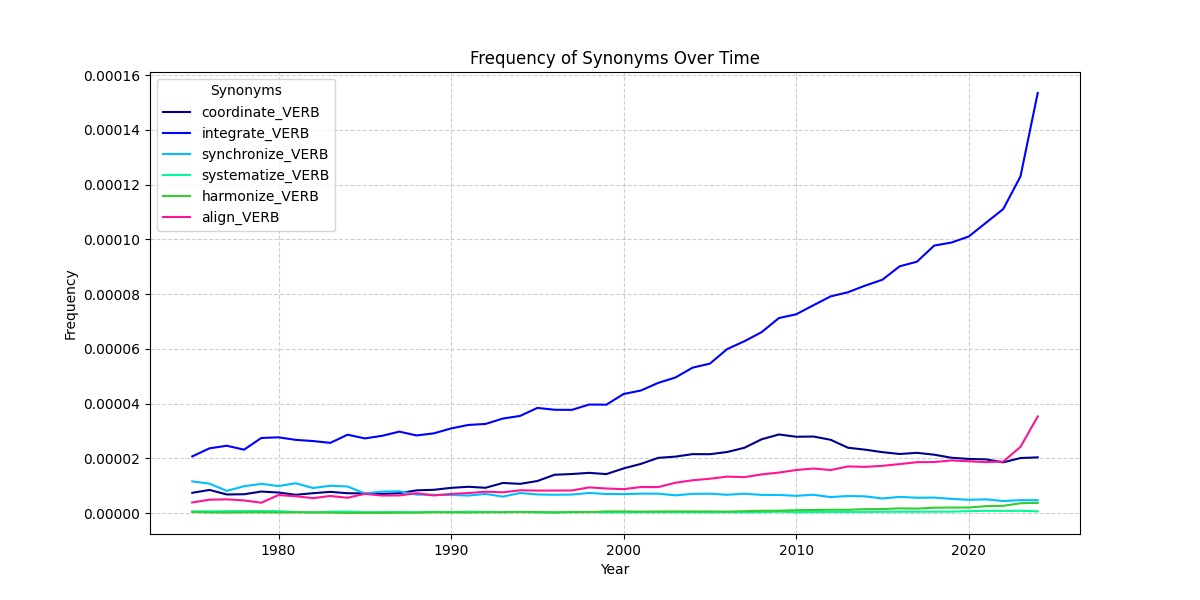 Frequency of Synonyms Over Time
0.00016
0.00014
0.00012
0.00010
0.00008
0.00006
0.00004
0.00002
0.00000
Frequency
Synonyms
coordinate_VERB
integrate_VERB
synchronize_VERB
systematize_VERB
harmonize_VERB
align_VERB
1980 1990 2000 2010 2020
Year